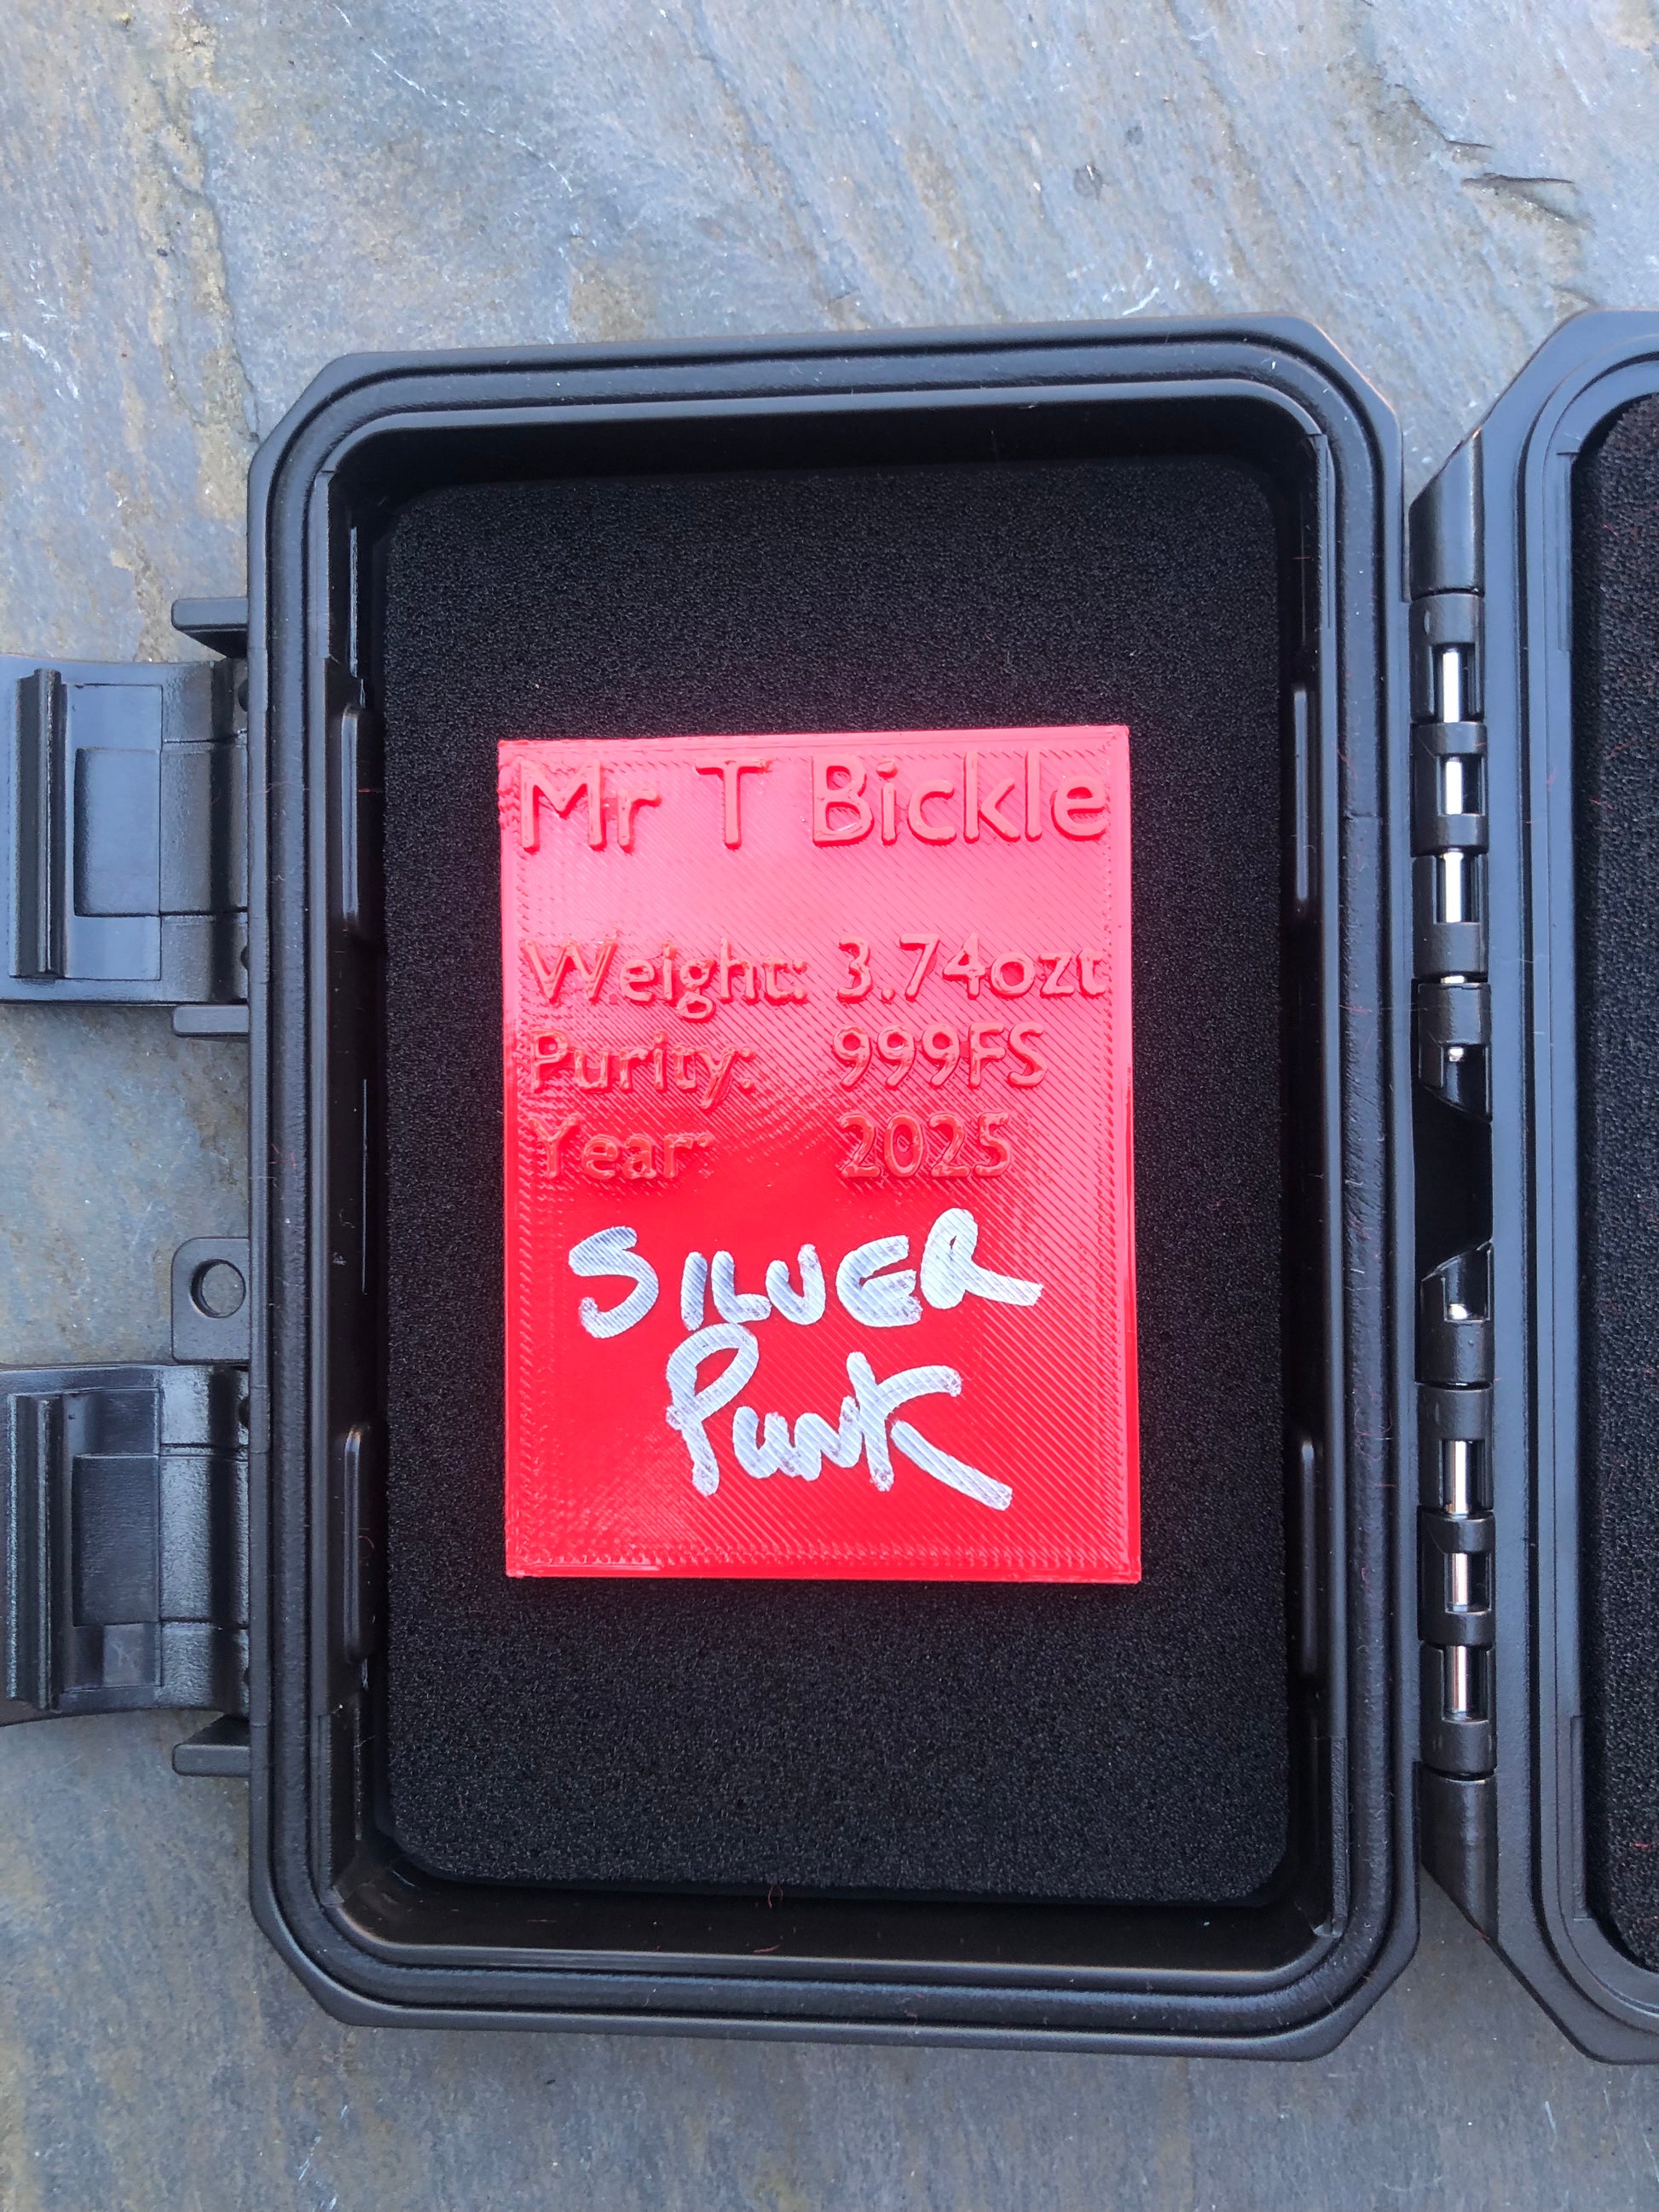 Mr T Bickle
Weight: 3.74ozt
Purity: 999FS
Year: 2025
SILVER
Punk